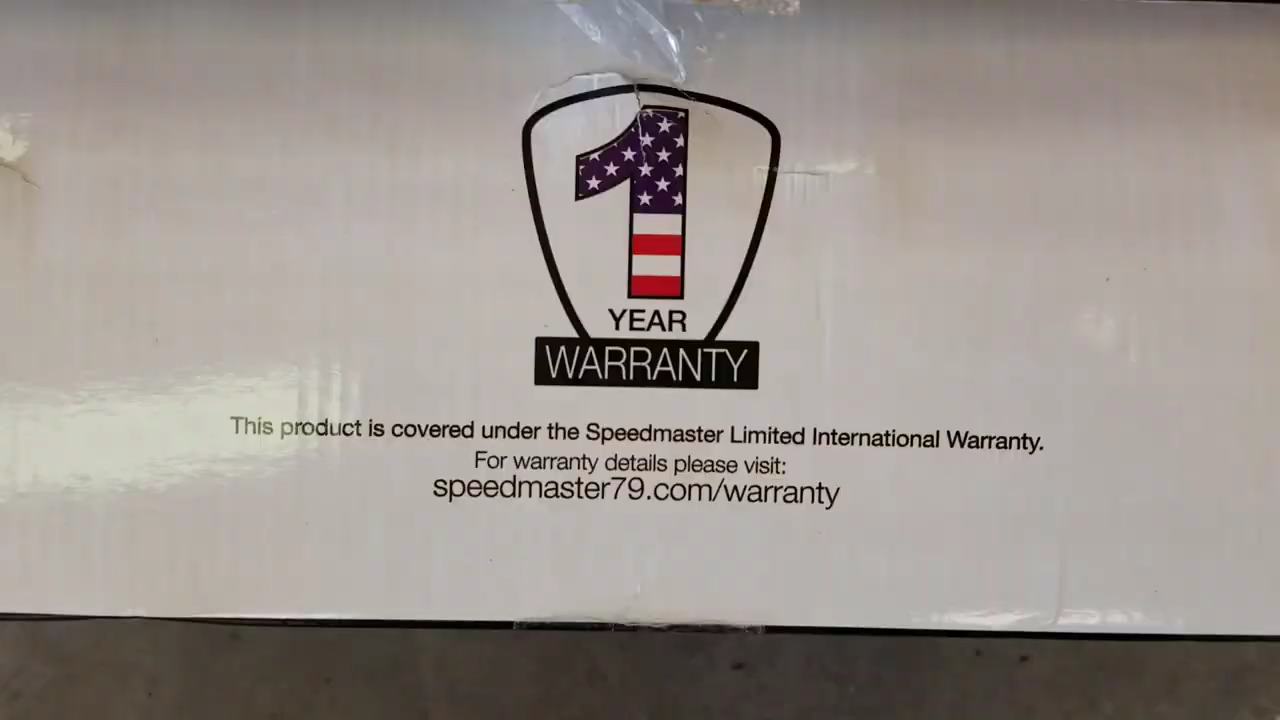 1
YEAR
WARRANTY
This product is covered under the Speedmaster Limited International Warranty.
For warranty details please visit:
speedmaster79.com/warranty